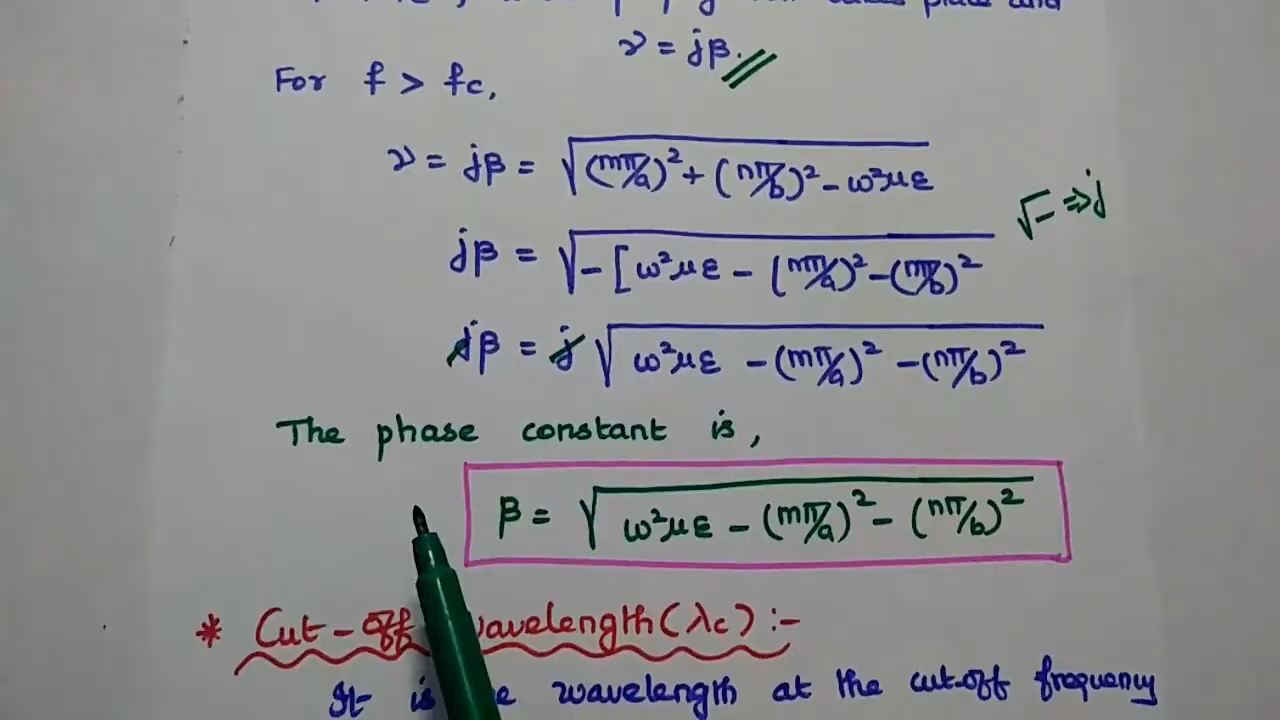 place and
γ = jβ.
For f > fc,
γ = jβ = √(mπ/a)² + (nπ/b)² - ω²με
√- ⇒ j
jβ = √-[ω²με - (mπ/a)² - (nπ/b)²
jβ = j√ω²με - (mπ/a)² - (nπ/b)²
The phase constant is,
β = √ω²με - (mπ/a)² - (nπ/b)²
* Cut-off wavelength (λc) :-
It is the wavelength at the cut-off frequency